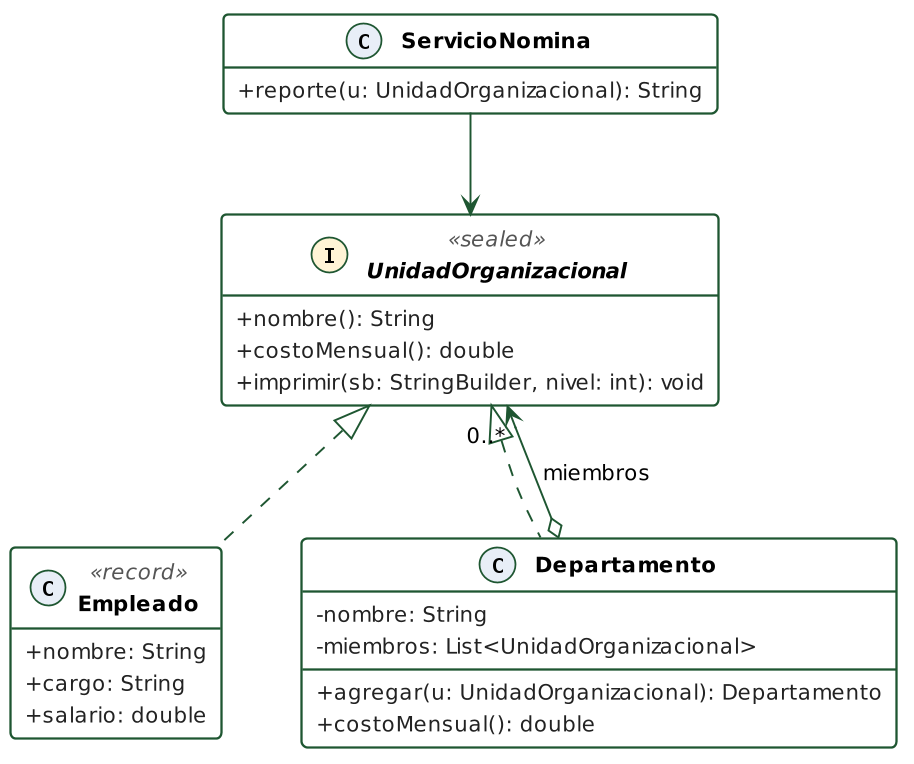 C ServicioNomina
+reporte(u: UnidadOrganizacional): String
«sealed»
I UnidadOrganizacional
+nombre(): String
+costoMensual(): double
+imprimir(sb: StringBuilder, nivel: int): void
0..*
miembros
«record»
C Empleado
+nombre: String
+cargo: String
+salario: double
C Departamento
-nombre: String
-miembros: List<UnidadOrganizacional>
+agregar(u: UnidadOrganizacional): Departamento
+costoMensual(): double